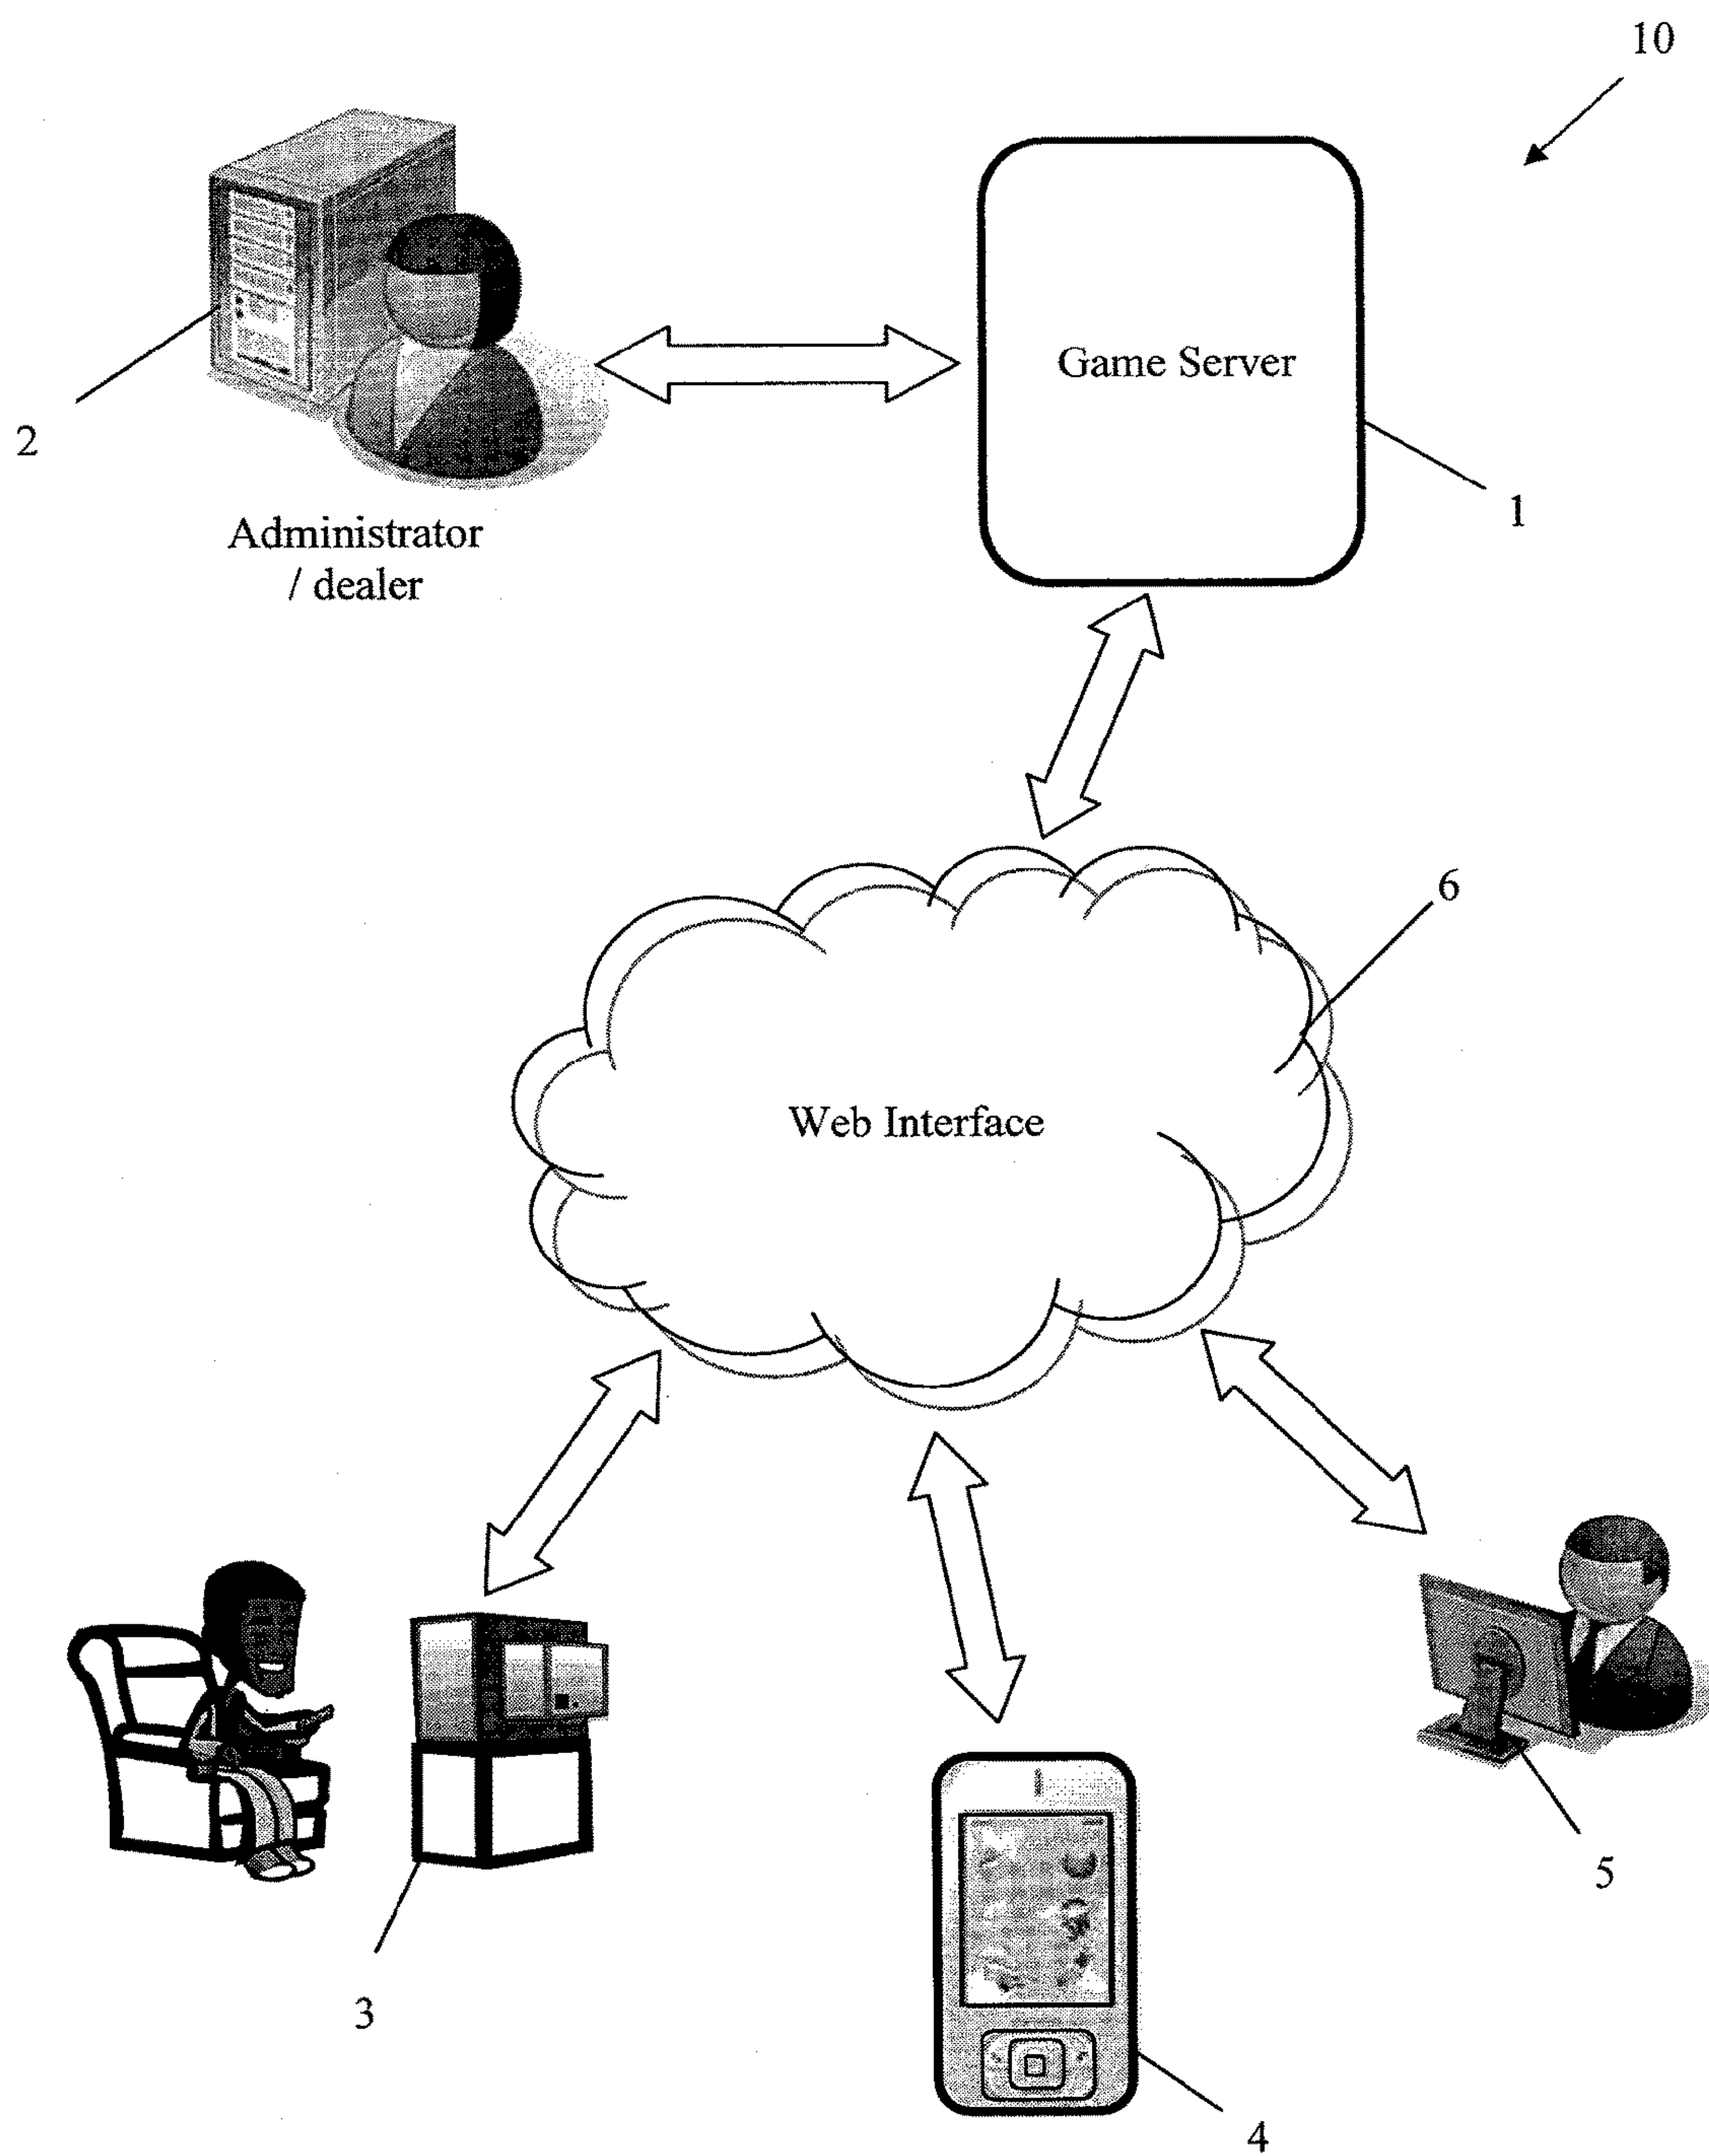 10
Game Server
2
1
Administrator
/ dealer
6
Web Interface
5
3
4